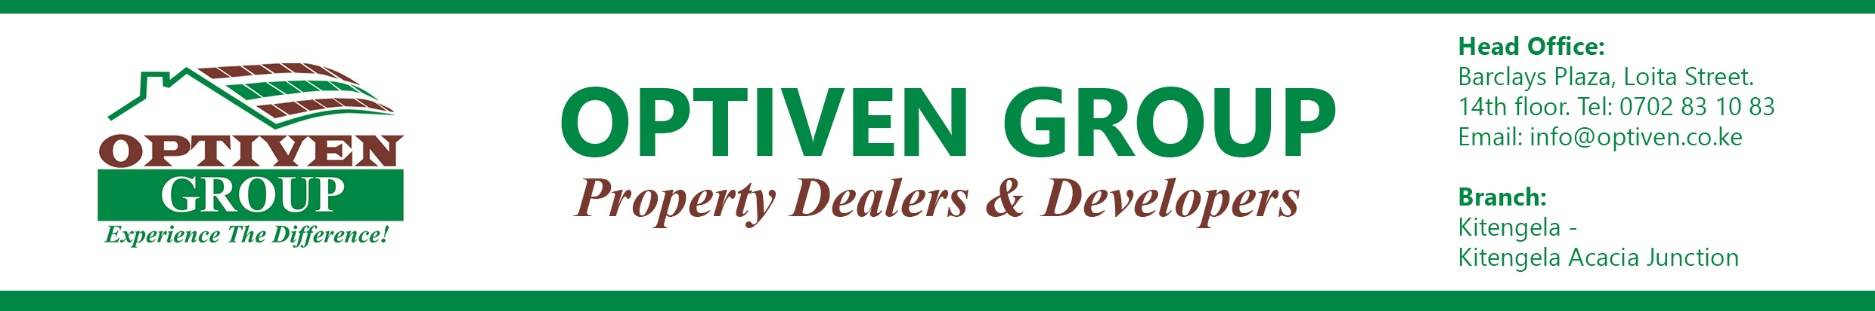 OPTIVEN
GROUP
Experience The Difference!
OPTIVEN GROUP
Property Dealers & Developers
Head Office:
Barclays Plaza, Loita Street.
14th floor. Tel: 0702 83 10 83
Email: info@optiven.co.ke
Branch:
Kitengela -
Kitengela Acacia Junction